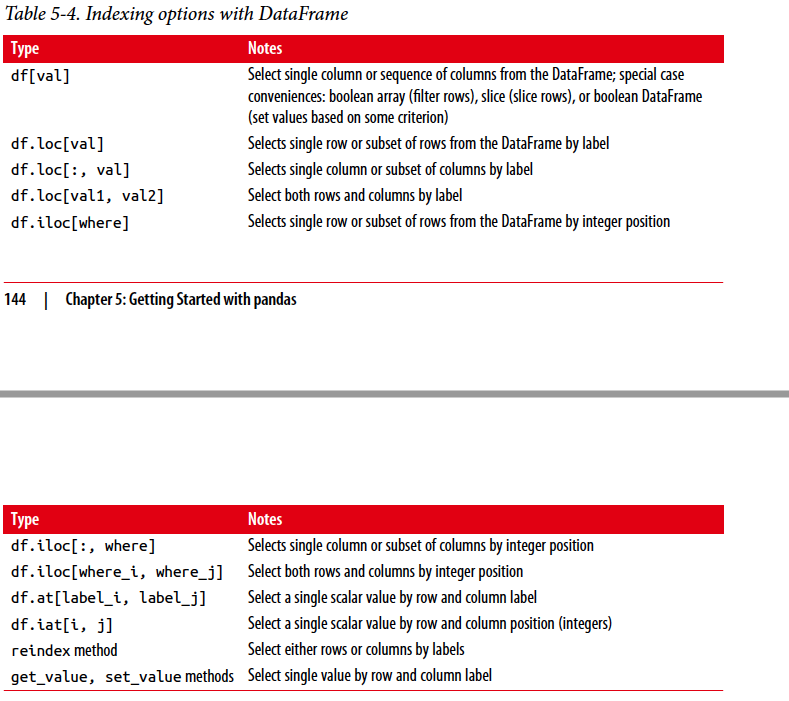 Table 5-4. Indexing options with DataFrame
Type Notes
df[val] Select single column or sequence of columns from the DataFrame; special case
conveniences: boolean array (filter rows), slice (slice rows), or boolean DataFrame
(set values based on some criterion)
df.loc[val] Selects single row or subset of rows from the DataFrame by label
df.loc[:, val] Selects single column or subset of columns by label
df.loc[val1, val2] Select both rows and columns by label
df.iloc[where] Selects single row or subset of rows from the DataFrame by integer position
144 | Chapter 5: Getting Started with pandas
Type Notes
df.iloc[:, where] Selects single column or subset of columns by integer position
df.iloc[where_i, where_j] Select both rows and columns by integer position
df.at[label_i, label_j] Select a single scalar value by row and column label
df.iat[i, j] Select a single scalar value by row and column position (integers)
reindex method Select either rows or columns by labels
get_value, set_value methods Select single value by row and column label